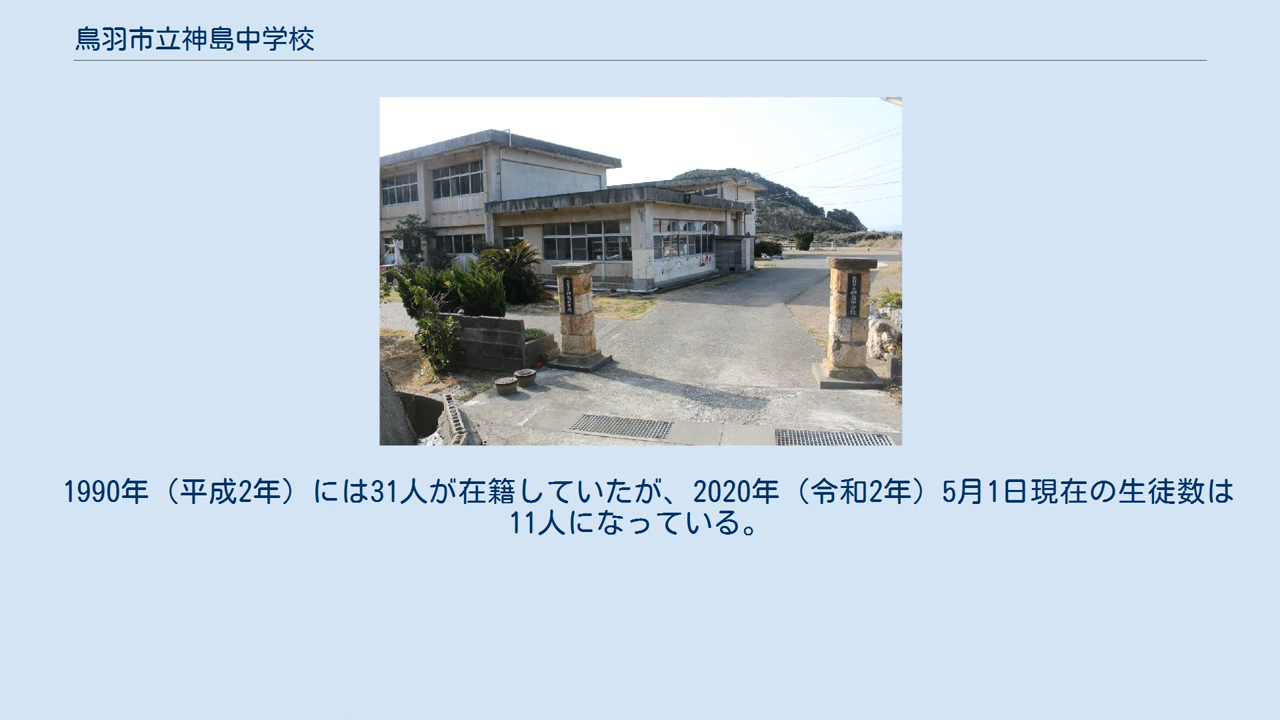 鳥羽市立神島中学校
1990年（平成2年）には31人が在籍していたが、2020年（令和2年）5月1日現在の生徒数は
11人になっている。